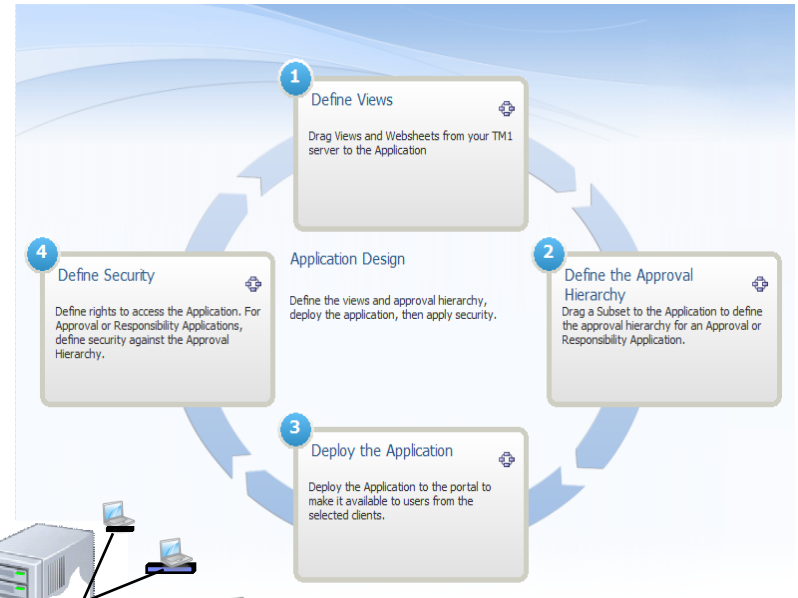 1
Define Views
Drag Views and Websheets from your TM1
server to the Application
4
Define Security
Define rights to access the Application. For
Approval or Responsibility Applications,
define security against the Approval
Hierarchy.
Application Design
Define the views and approval hierarchy,
deploy the application, then apply security.
2
Define the Approval
Hierarchy
Drag a Subset to the Application to define
the approval hierarchy for an Approval or
Responsibility Application.
3
Deploy the Application
Deploy the Application to the portal to
make it available to users from the
selected clients.